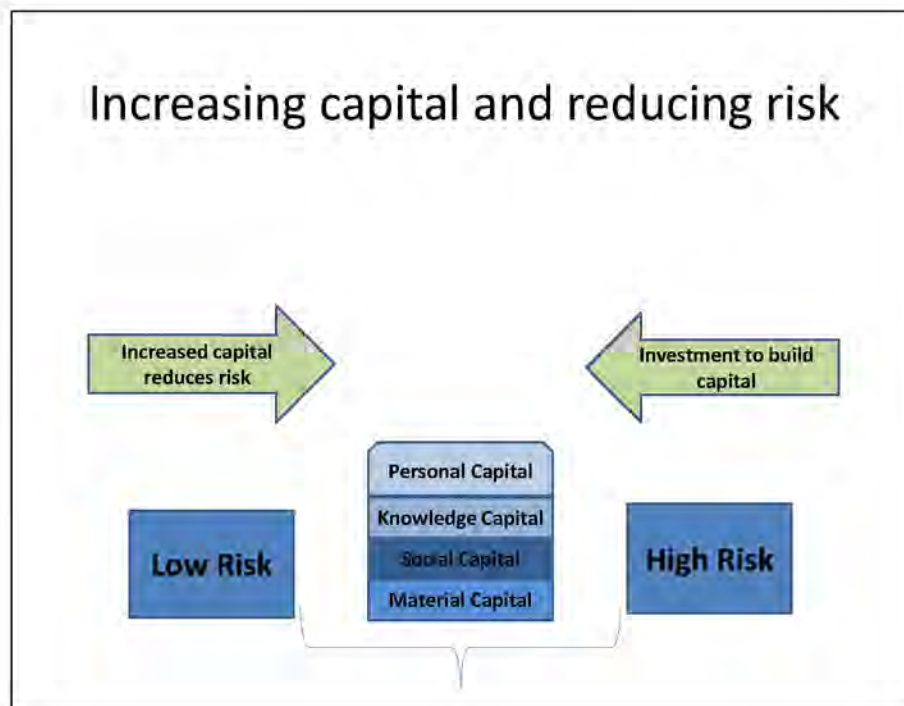 Increasing capital and reducing risk
Increased capital
reduces risk
Investment to build
capital
Personal Capital
Knowledge Capital
Social Capital
Material Capital
Low Risk
High Risk